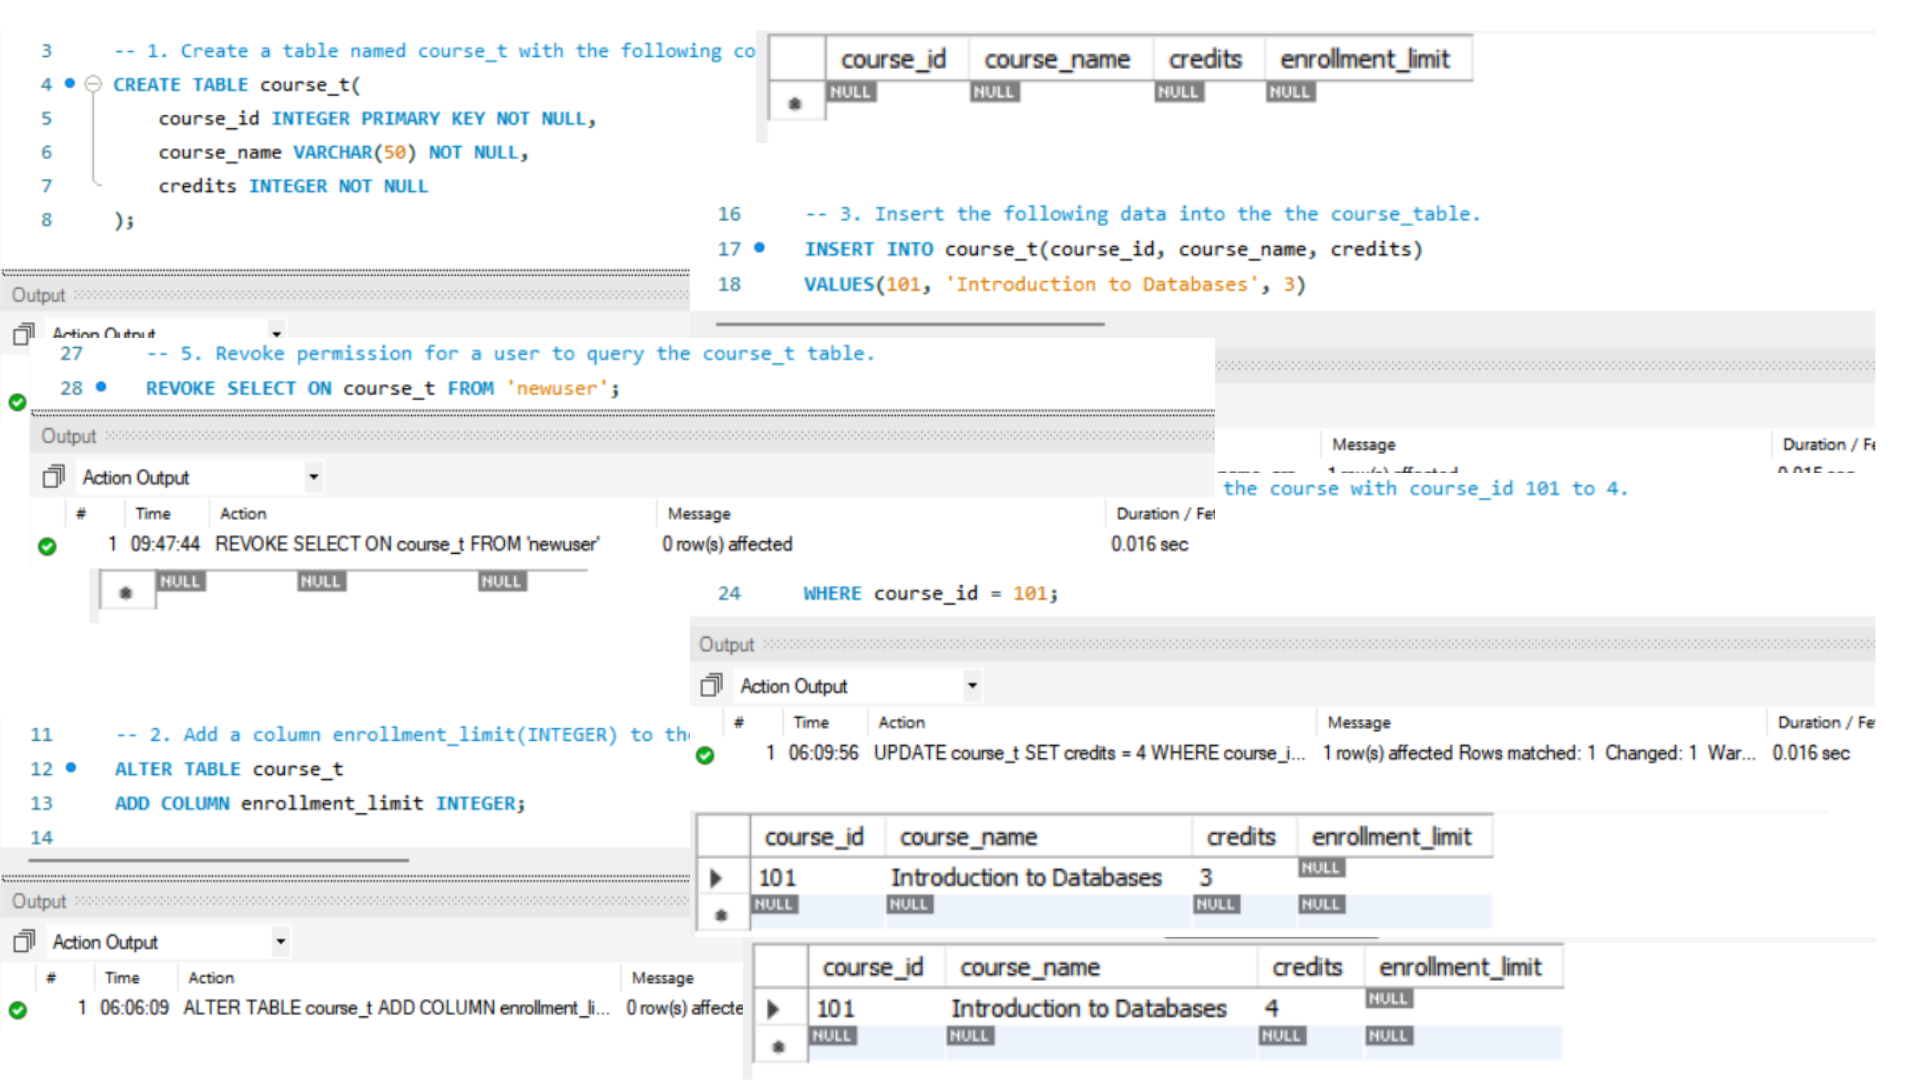 3 -- 1. Create a table named course_t with the following co
4 CREATE TABLE course_t(
5 course_id INTEGER PRIMARY KEY NOT NULL,
6 course_name VARCHAR(50) NOT NULL,
7 credits INTEGER NOT NULL
8 );
Output
Action Output
course_id course_name credits enrollment_limit
NULL NULL NULL NULL
16 -- 3. Insert the following data into the the course_table.
17 INSERT INTO course_t(course_id, course_name, credits)
18 VALUES(101, 'Introduction to Databases', 3)
27 -- 5. Revoke permission for a user to query the course_t table.
28 REVOKE SELECT ON course_t FROM 'newuser';
Output
Action Output
# Time Action Message Duration / Fet
1 09:47:44 REVOKE SELECT ON course_t FROM 'newuser' 0 row(s) affected 0.016 sec
NULL NULL NULL
Message Duration / Fe
1 row(s) affected 0.015 sec
the course with course_id 101 to 4.
24 WHERE course_id = 101;
Output
Action Output
# Time Action Message Duration / Fe
1 06:09:56 UPDATE course_t SET credits = 4 WHERE course_i... 1 row(s) affected Rows matched: 1 Changed: 1 War... 0.016 sec
11 -- 2. Add a column enrollment_limit(INTEGER) to th
12 ALTER TABLE course_t
13 ADD COLUMN enrollment_limit INTEGER;
14
Output
Action Output
# Time Action Message
1 06:06:09 ALTER TABLE course_t ADD COLUMN enrollment_li... 0 row(s) affecte
course_id course_name credits enrollment_limit
101 Introduction to Databases 3 NULL
NULL NULL NULL NULL
course_id course_name credits enrollment_limit
101 Introduction to Databases 4 NULL
NULL NULL NULL NULL